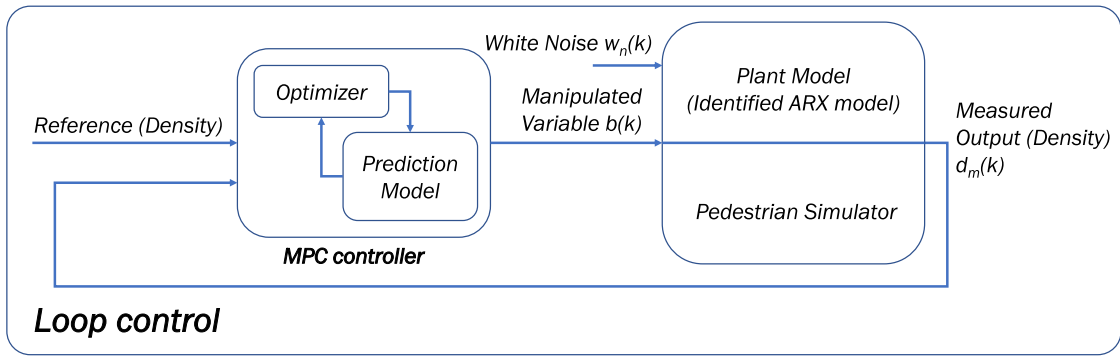 White Noise wₙ(k)
Optimizer
Plant Model
(Identified ARX model)
Manipulated
Variable b(k)
Reference (Density)
Measured
Output (Density)
dₘ(k)
Prediction
Model
Pedestrian Simulator
MPC controller
Loop control